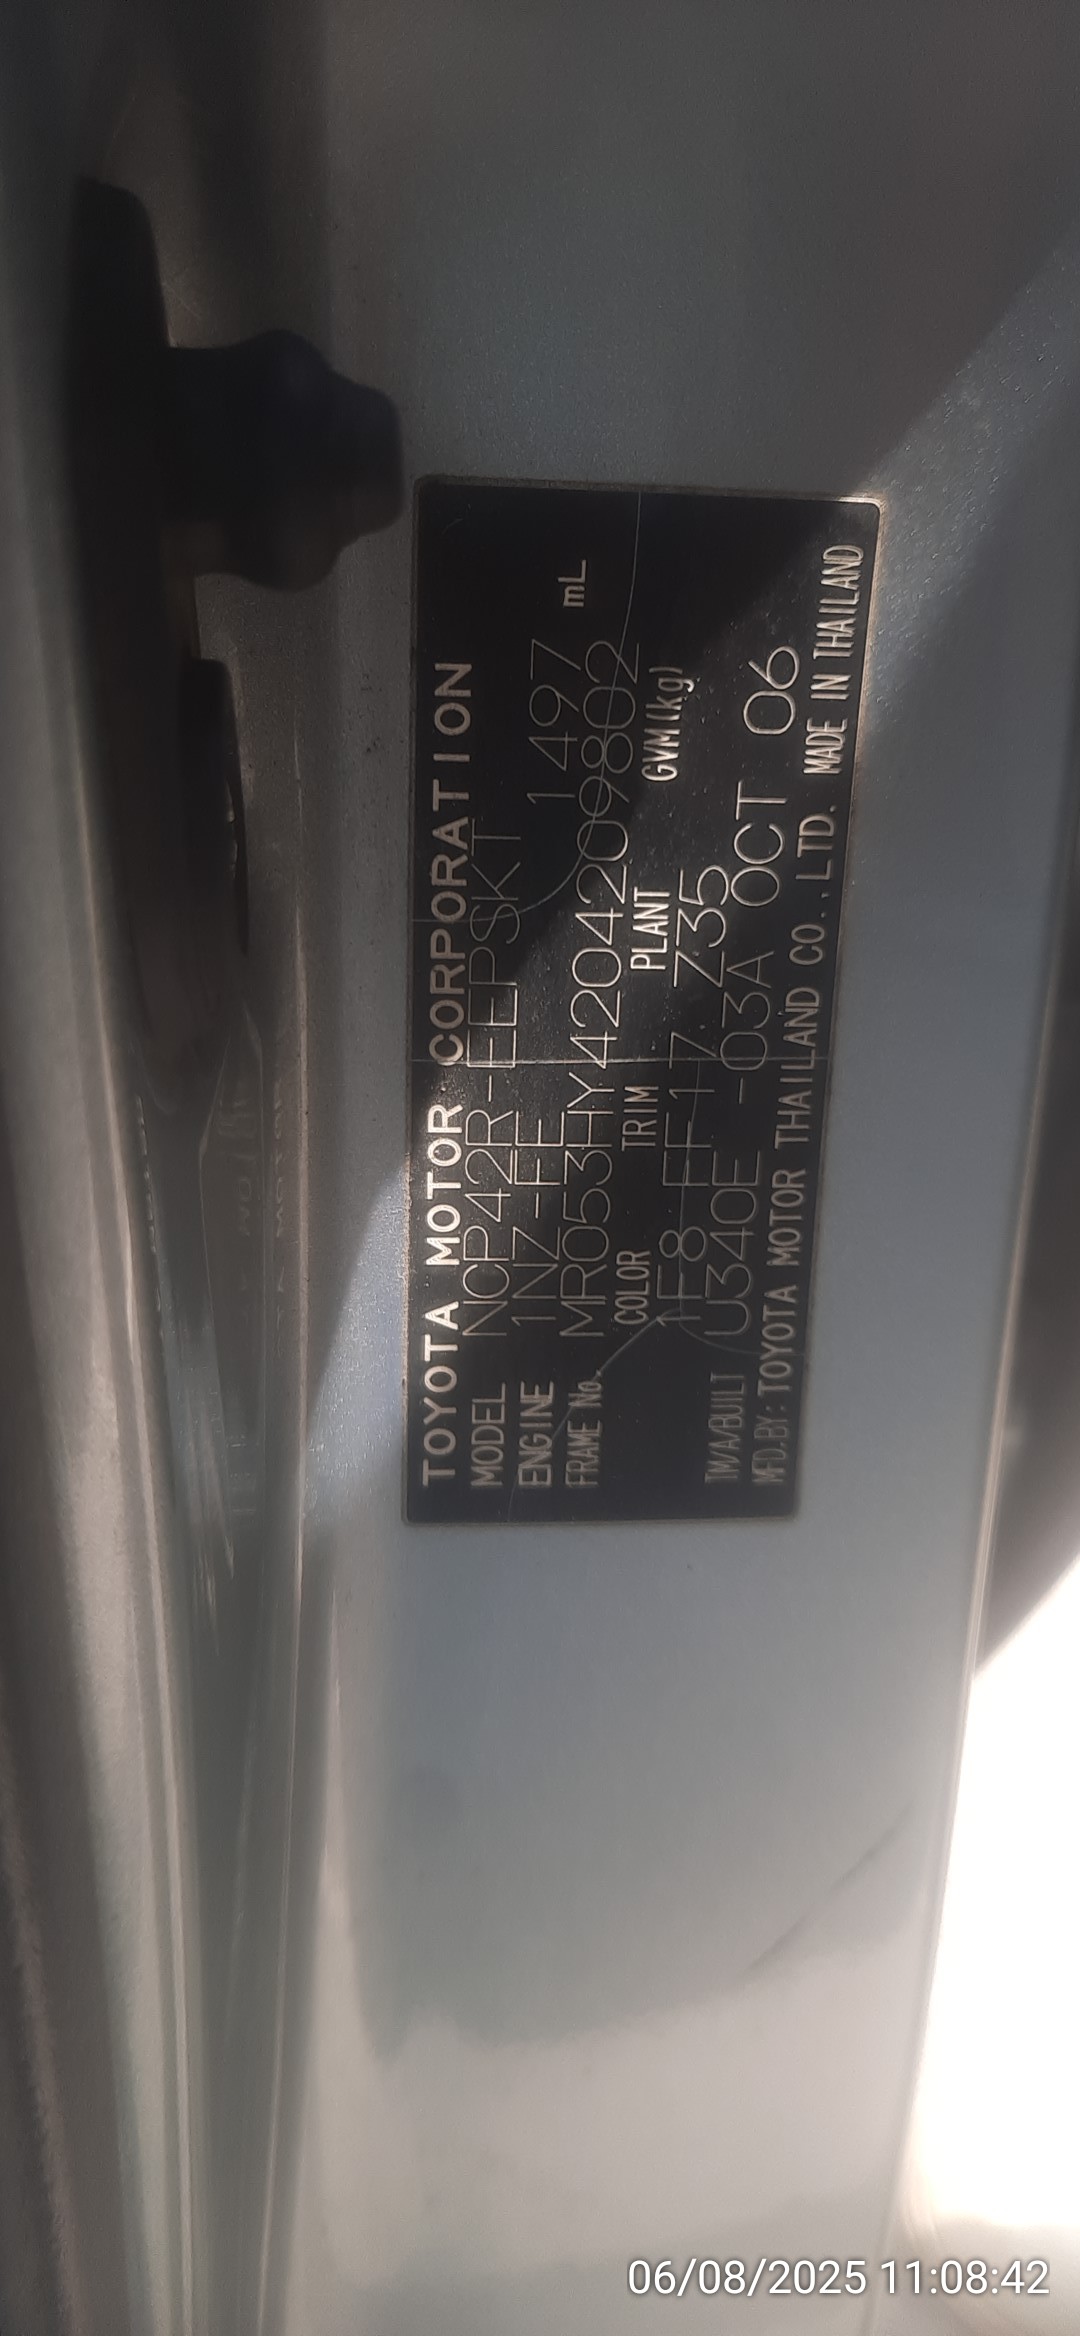 TOYOTA MOTOR CORPORATION
MODEL NCP42R-EEPSKT
ENGINE 1NZ-FE 1497 mL
FRAME No. MR053HY4204209802
COLOR TRIM PLANT GVM(kg)
1F8 FF17 Z35
TM/A/BUILT U340E -03A OCT 06
MFD.BY: TOYOTA MOTOR THAILAND CO.,LTD. MADE IN THAILAND
06/08/2025 11:08:42